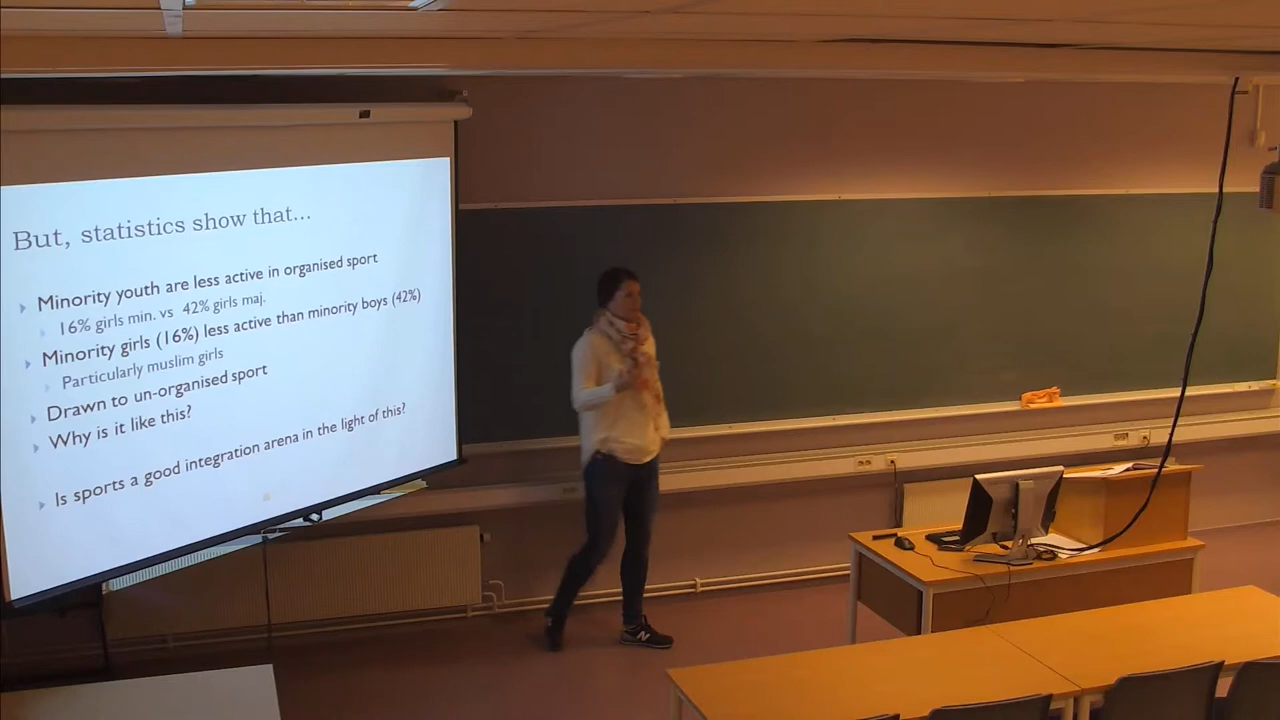 But, statistics show that...
Minority youth are less active in organised sport
16% girls min. vs 42% girls maj.
Minority girls (16%) less active than minority boys (42%)
Particularly muslim girls
Drawn to un-organised sport
Why is it like this?
Is sports a good integration arena in the light of this?
N